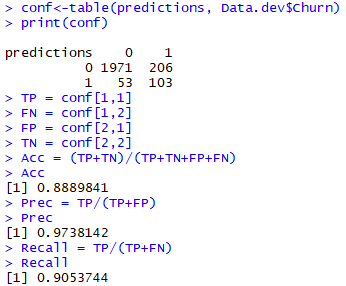 > conf<-table(predictions, Data.dev$Churn)
> print(conf)
predictions    0    1
          0 1971  206
          1   53  103
> TP = conf[1,1]
> FN = conf[1,2]
> FP = conf[2,1]
> TN = conf[2,2]
> Acc = (TP+TN)/(TP+TN+FP+FN)
> Acc
[1] 0.8889841
> Prec = TP/(TP+FP)
> Prec
[1] 0.9738142
> Recall = TP/(TP+FN)
> Recall
[1] 0.9053744